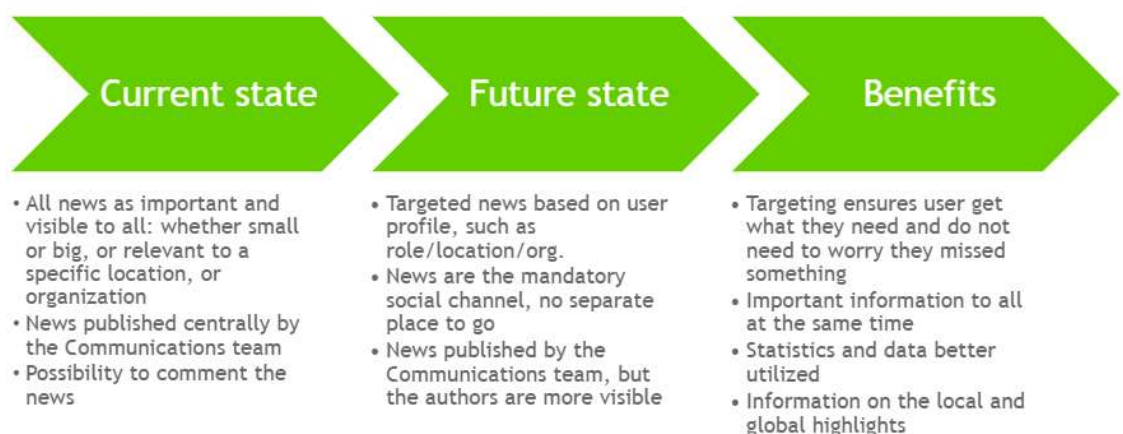 Current state
• All news as important and
visible to all: whether small
or big, or relevant to a
specific location, or
organization
• News published centrally by
the Communications team
• Possibility to comment the
news
Future state
• Targeted news based on user
profile, such as
role/location/org.
• News are the mandatory
social channel, no separate
place to go
• News published by the
Communications team, but
the authors are more visible
Benefits
• Targeting ensures user get
what they need and do not
need to worry they missed
something
• Important information to all
at the same time
• Statistics and data better
utilized
• Information on the local and
global highlights